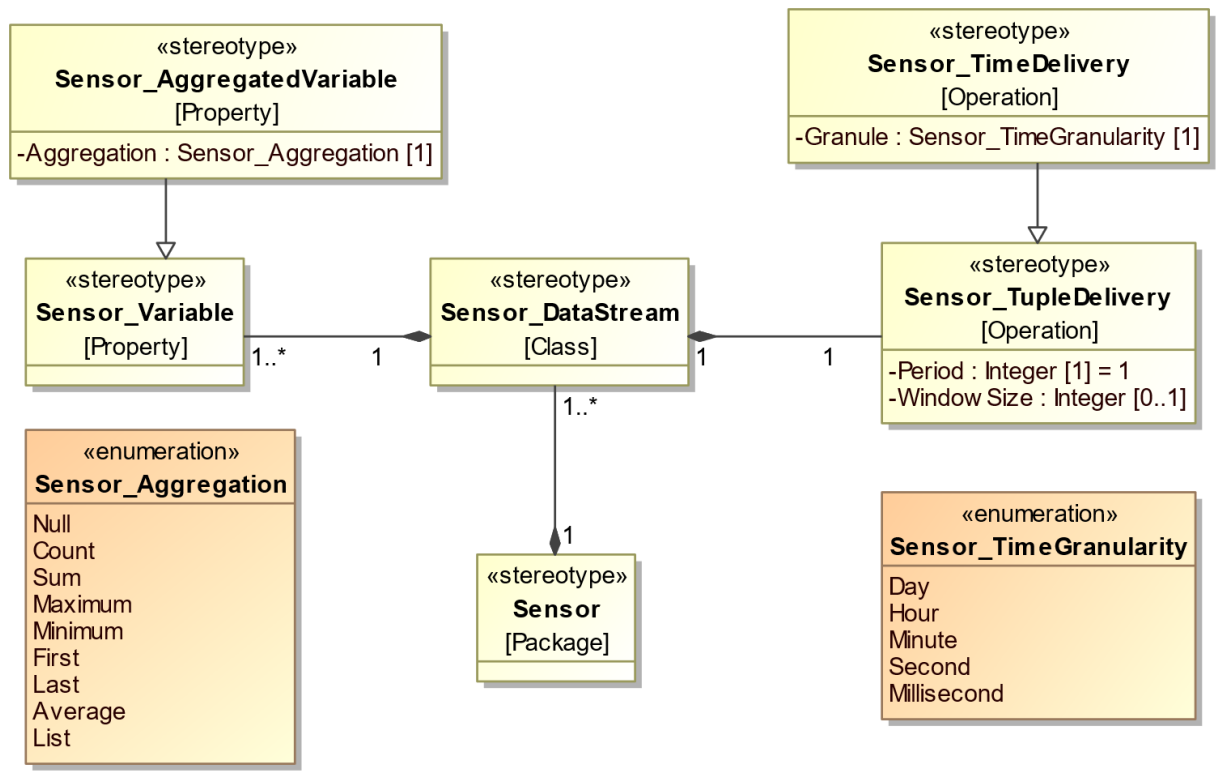 «stereotype»
Sensor_AggregatedVariable
[Property]
-Aggregation : Sensor_Aggregation [1]
«stereotype»
Sensor_TimeDelivery
[Operation]
-Granule : Sensor_TimeGranularity [1]
«stereotype»
Sensor_Variable
[Property]
1..*
1
«stereotype»
Sensor_DataStream
[Class]
1
1
1..*
«stereotype»
Sensor_TupleDelivery
[Operation]
-Period : Integer [1] = 1
-Window Size : Integer [0..1]
«enumeration»
Sensor_Aggregation
Null
Count
Sum
Maximum
Minimum
First
Last
Average
List
1
«stereotype»
Sensor
[Package]
«enumeration»
Sensor_TimeGranularity
Day
Hour
Minute
Second
Millisecond